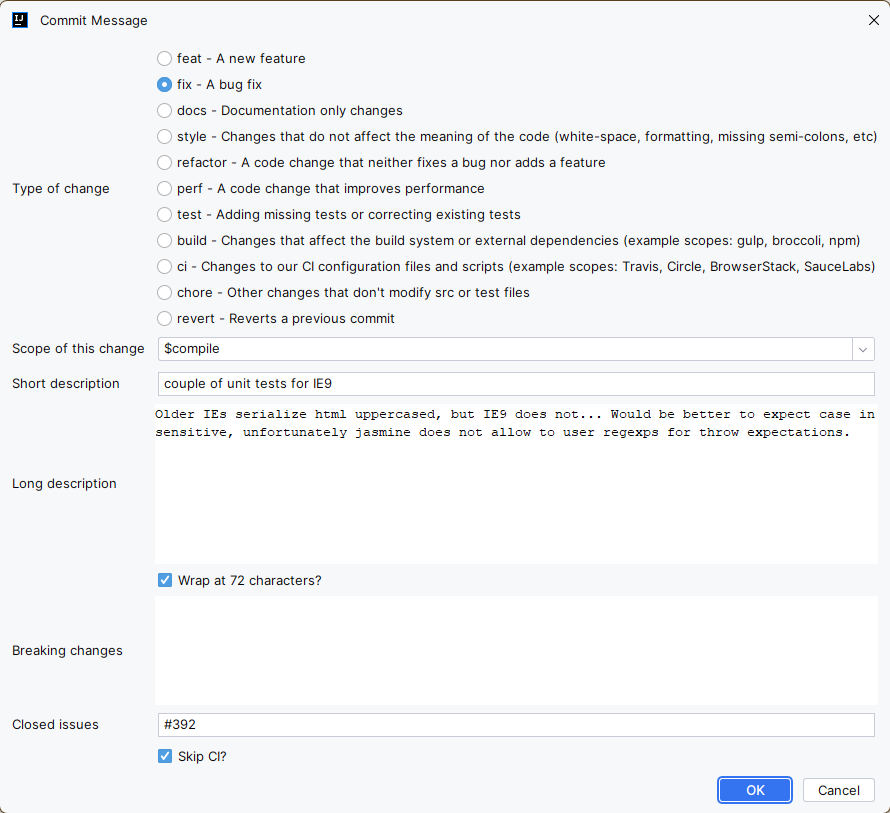 IJ
Commit Message
feat - A new feature
fix - A bug fix
docs - Documentation only changes
style - Changes that do not affect the meaning of the code (white-space, formatting, missing semi-colons, etc)
refactor - A code change that neither fixes a bug nor adds a feature
Type of change
perf - A code change that improves performance
test - Adding missing tests or correcting existing tests
build - Changes that affect the build system or external dependencies (example scopes: gulp, broccoli, npm)
ci - Changes to our CI configuration files and scripts (example scopes: Travis, Circle, BrowserStack, SauceLabs)
chore - Other changes that don't modify src or test files
revert - Reverts a previous commit
Scope of this change
$compile
Short description
couple of unit tests for IE9
Long description
Older IEs serialize html uppercased, but IE9 does not... Would be better to expect case in
sensitive, unfortunately jasmine does not allow to user regexps for throw expectations.
Wrap at 72 characters?
Breaking changes
Closed issues
#392
Skip CI?
OK
Cancel